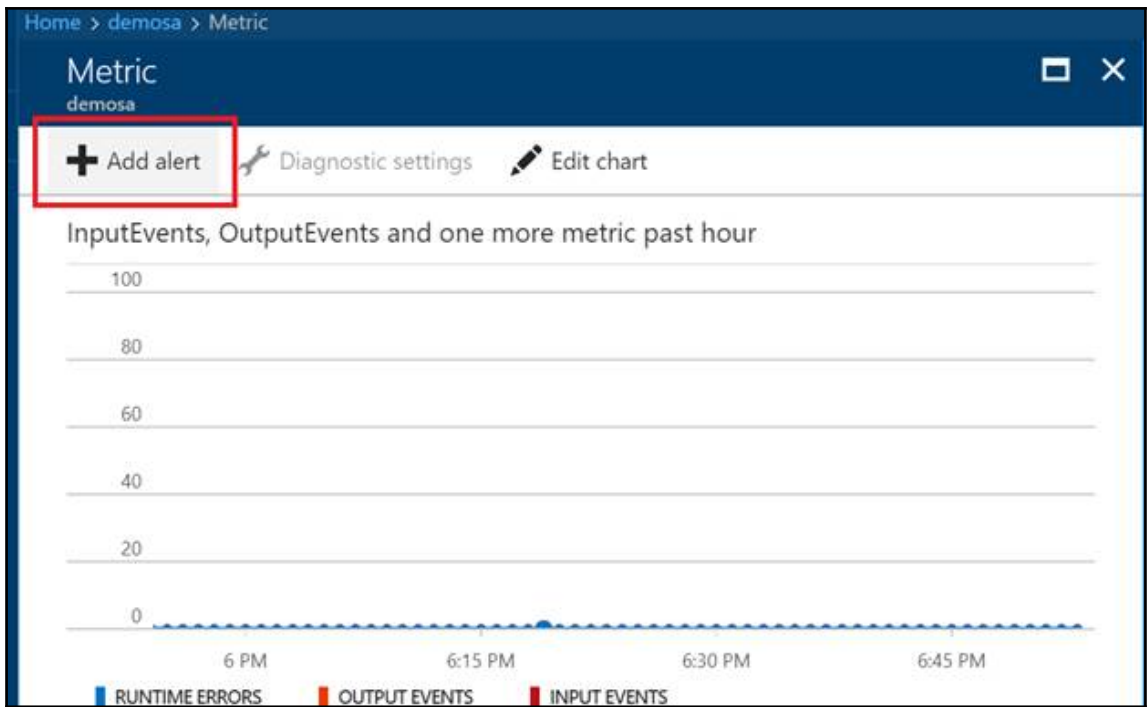 Home > demosa > Metric
Metric
demosa
Add alert Diagnostic settings Edit chart
InputEvents, OutputEvents and one more metric past hour
100
80
60
40
20
0
6 PM 6:15 PM 6:30 PM 6:45 PM
RUNTIME ERRORS OUTPUT EVENTS INPUT EVENTS